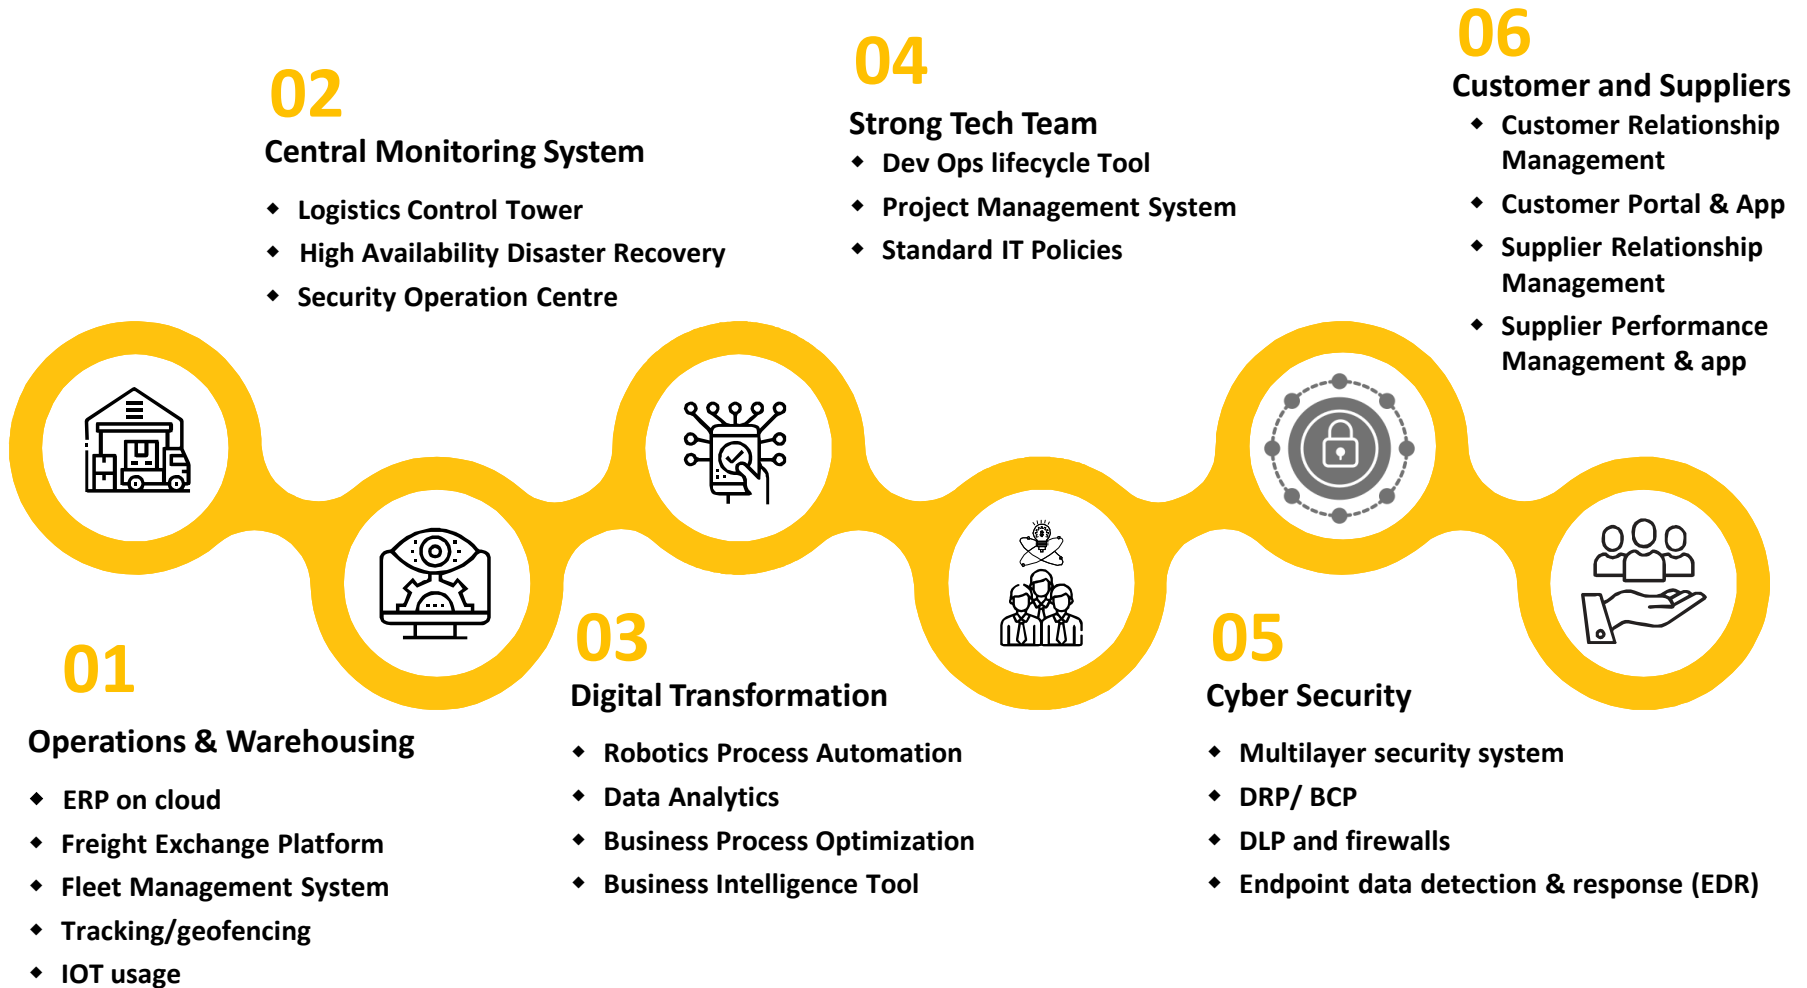 01
Operations & Warehousing
ERP on cloud
Freight Exchange Platform
Fleet Management System
Tracking/geofencing
IOT usage
02
Central Monitoring System
Logistics Control Tower
High Availability Disaster Recovery
Security Operation Centre
03
Digital Transformation
Robotics Process Automation
Data Analytics
Business Process Optimization
Business Intelligence Tool
04
Strong Tech Team
Dev Ops lifecycle Tool
Project Management System
Standard IT Policies
05
Cyber Security
Multilayer security system
DRP/ BCP
DLP and firewalls
Endpoint data detection & response (EDR)
06
Customer and Suppliers
Customer Relationship
Management
Customer Portal & App
Supplier Relationship
Management
Supplier Performance
Management & app